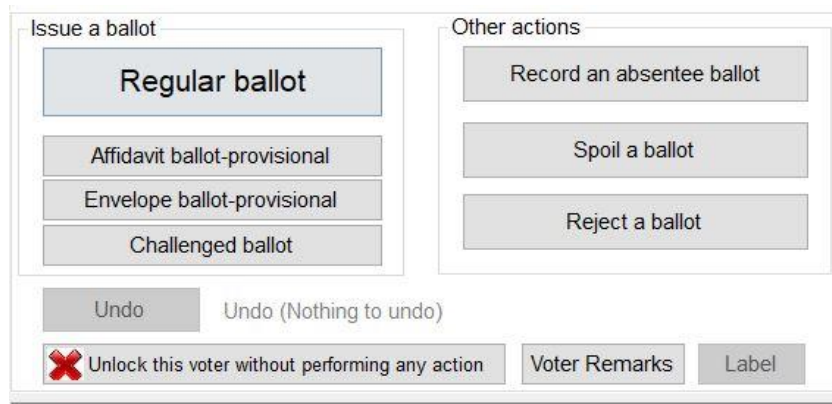 Issue a ballot
Regular ballot
Affidavit ballot-provisional
Envelope ballot-provisional
Challenged ballot
Other actions
Record an absentee ballot
Spoil a ballot
Reject a ballot
Undo
Undo (Nothing to undo)
Unlock this voter without performing any action
Voter Remarks
Label